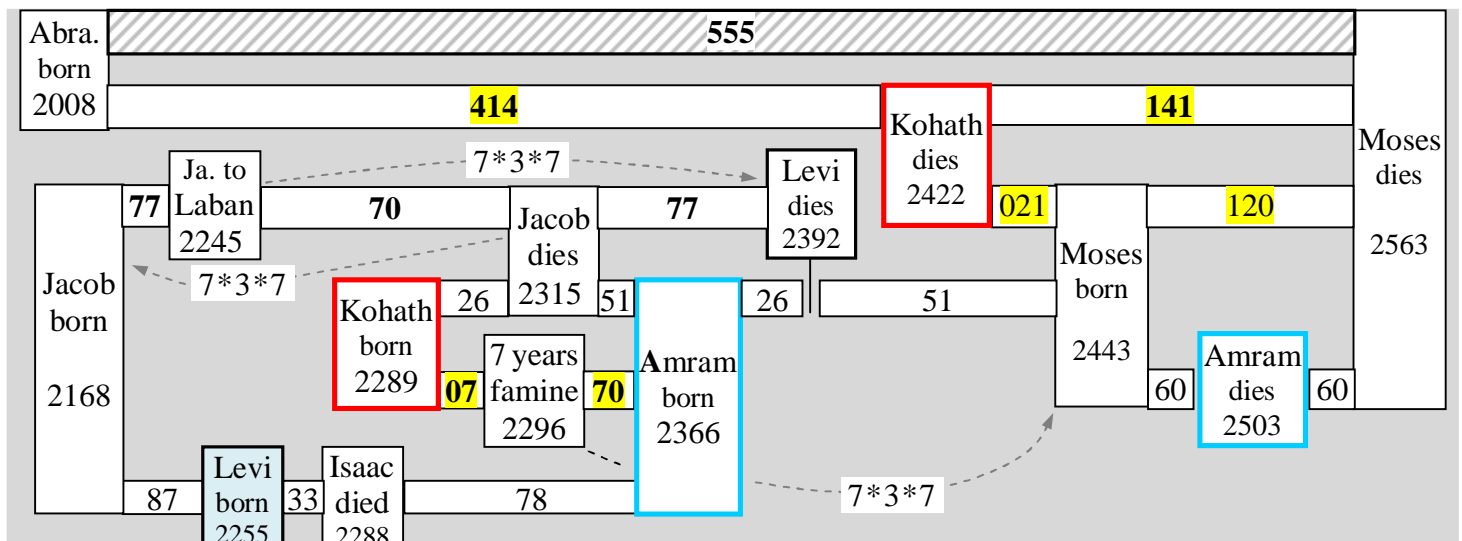 555
Abra.
born
2008
414
141
Kohath
dies
2422
Moses
dies
2563
Ja. to
Laban
2245
7*3*7
Levi
dies
2392
77
70
77
021
120
Jacob
dies
2315
7*3*7
Jacob
born
2168
Kohath
born
2289
26
51
26
51
Moses
born
2443
7 years
famine
2296
07
70
Amram
born
2366
60
Amram
dies
2503
60
Levi
born
2255
Isaac
died
2288
87
33
78
7*3*7